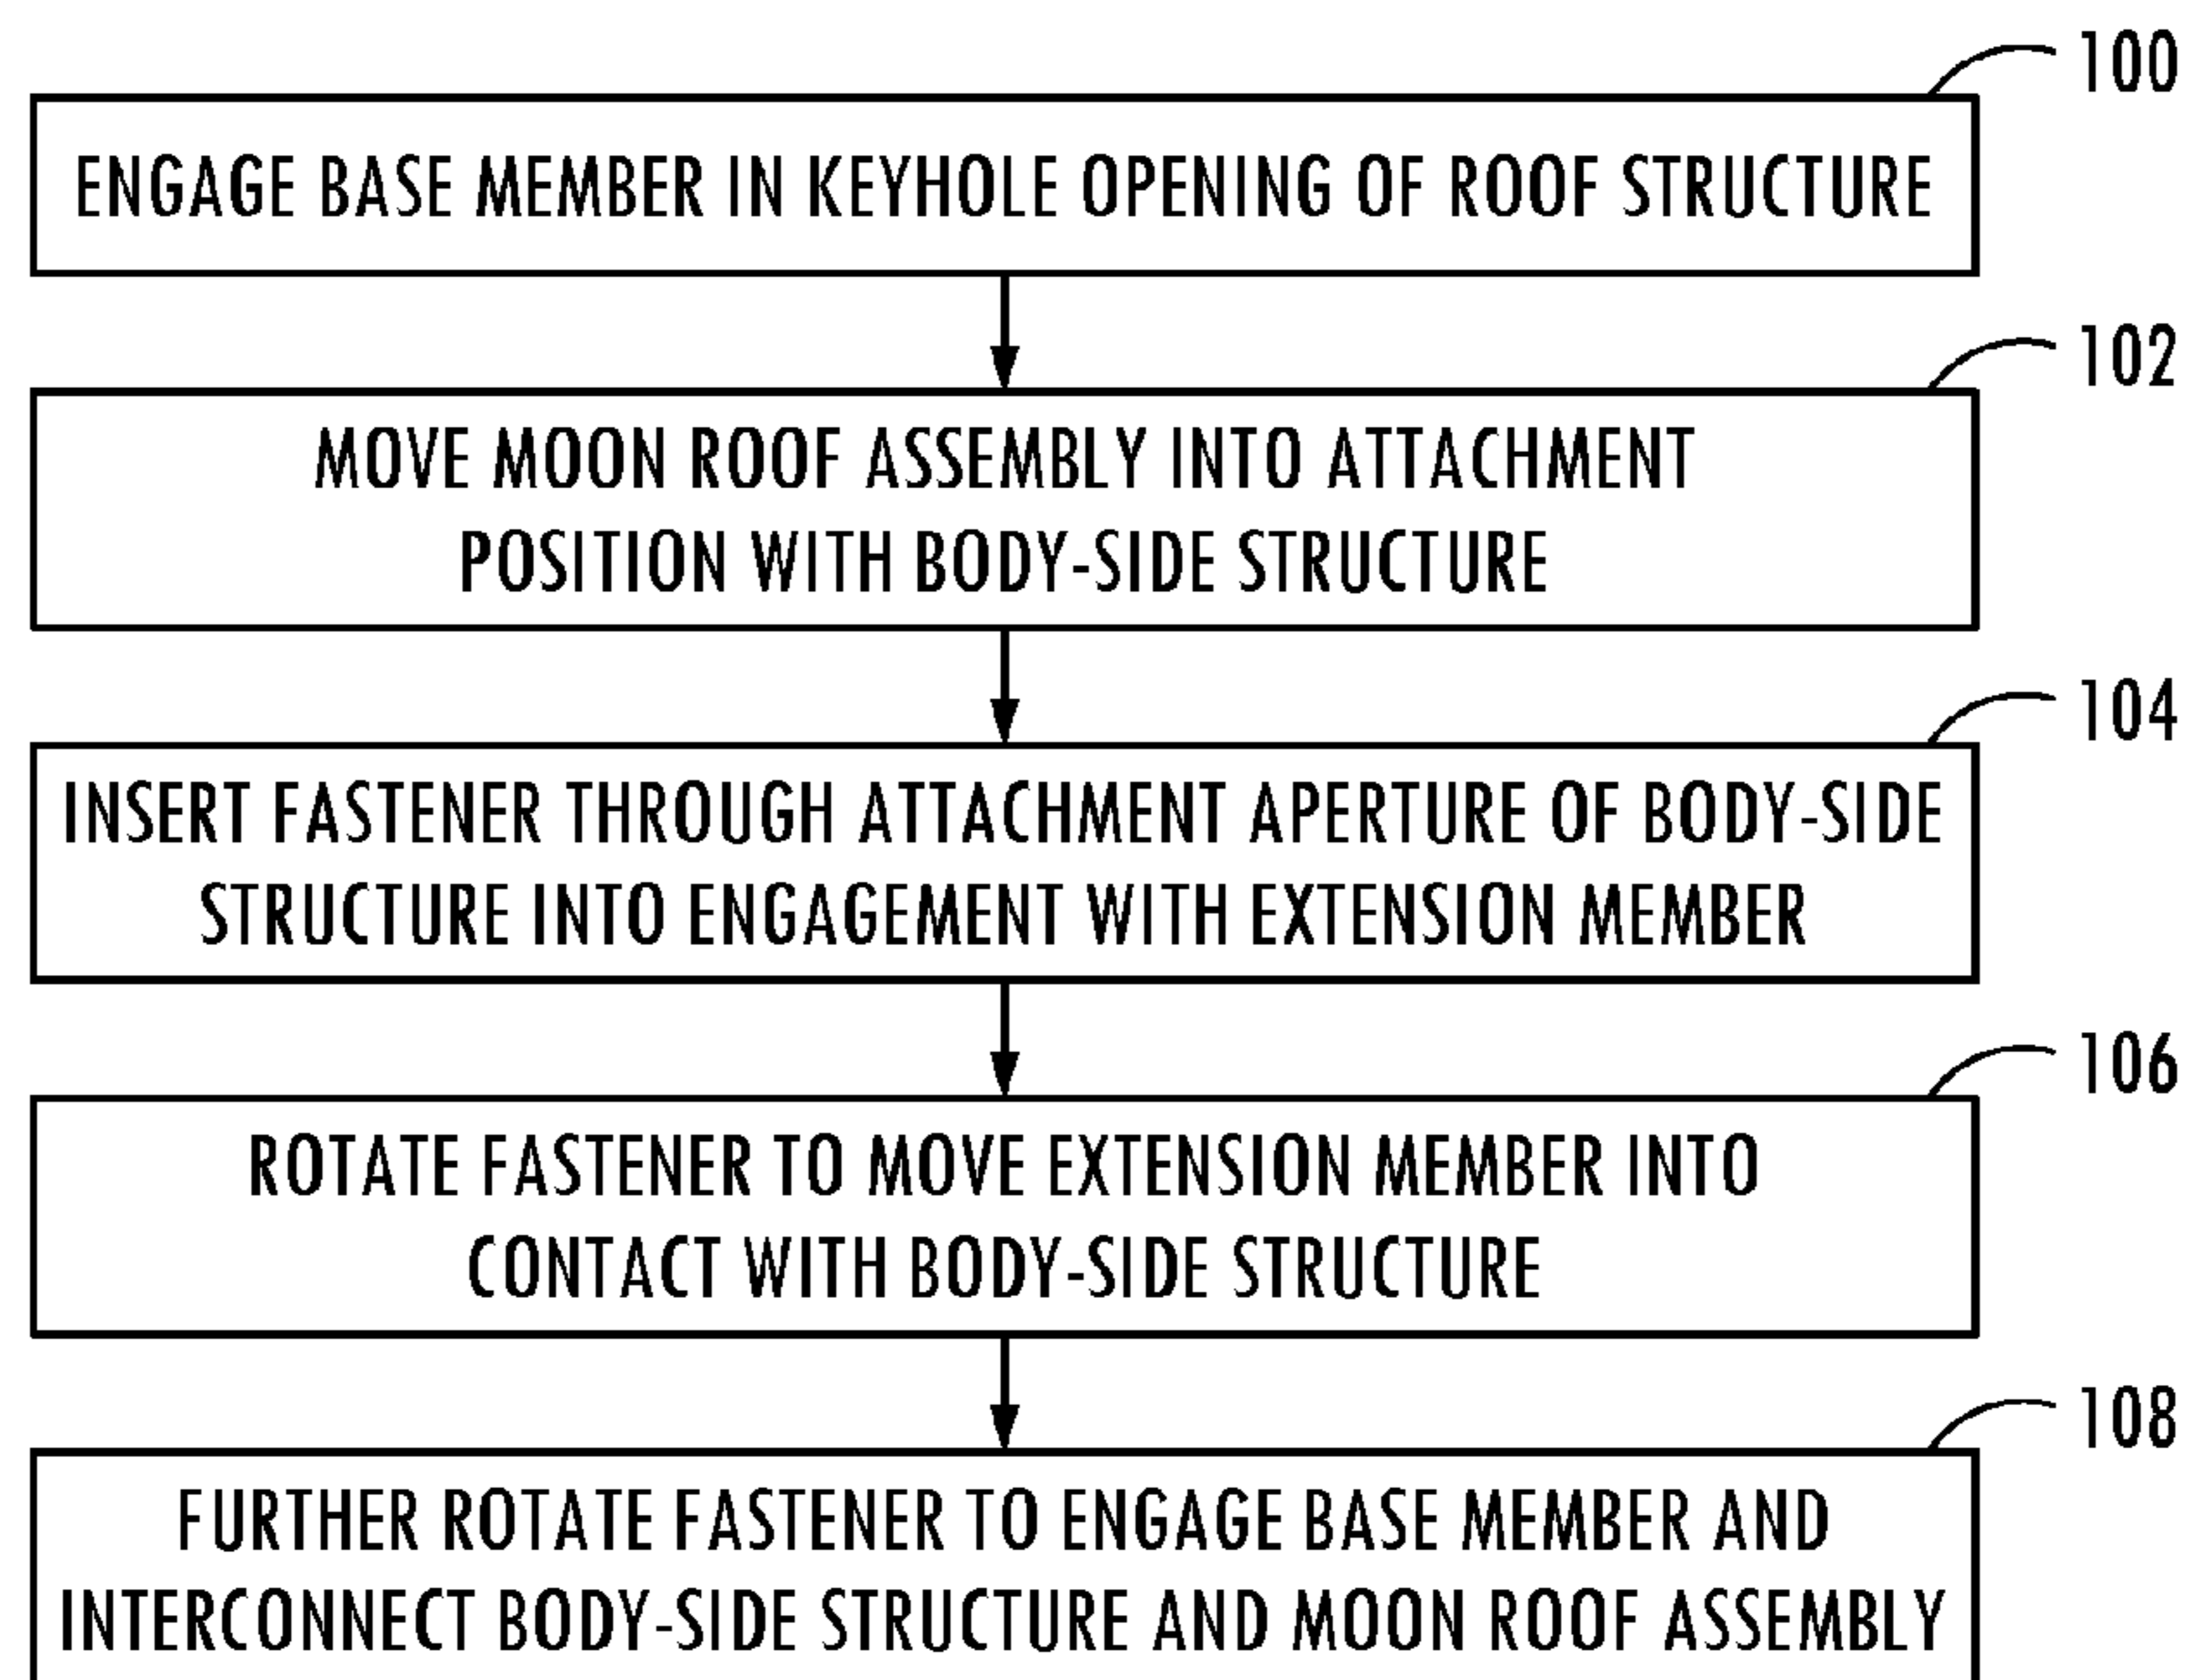 100
ENGAGE BASE MEMBER IN KEYHOLE OPENING OF ROOF STRUCTURE
102
MOVE MOON ROOF ASSEMBLY INTO ATTACHMENT
POSITION WITH BODY-SIDE STRUCTURE
104
INSERT FASTENER THROUGH ATTACHMENT APERTURE OF BODY-SIDE
STRUCTURE INTO ENGAGEMENT WITH EXTENSION MEMBER
106
ROTATE FASTENER TO MOVE EXTENSION MEMBER INTO
CONTACT WITH BODY-SIDE STRUCTURE
108
FURTHER ROTATE FASTENER TO ENGAGE BASE MEMBER AND
INTERCONNECT BODY-SIDE STRUCTURE AND MOON ROOF ASSEMBLY